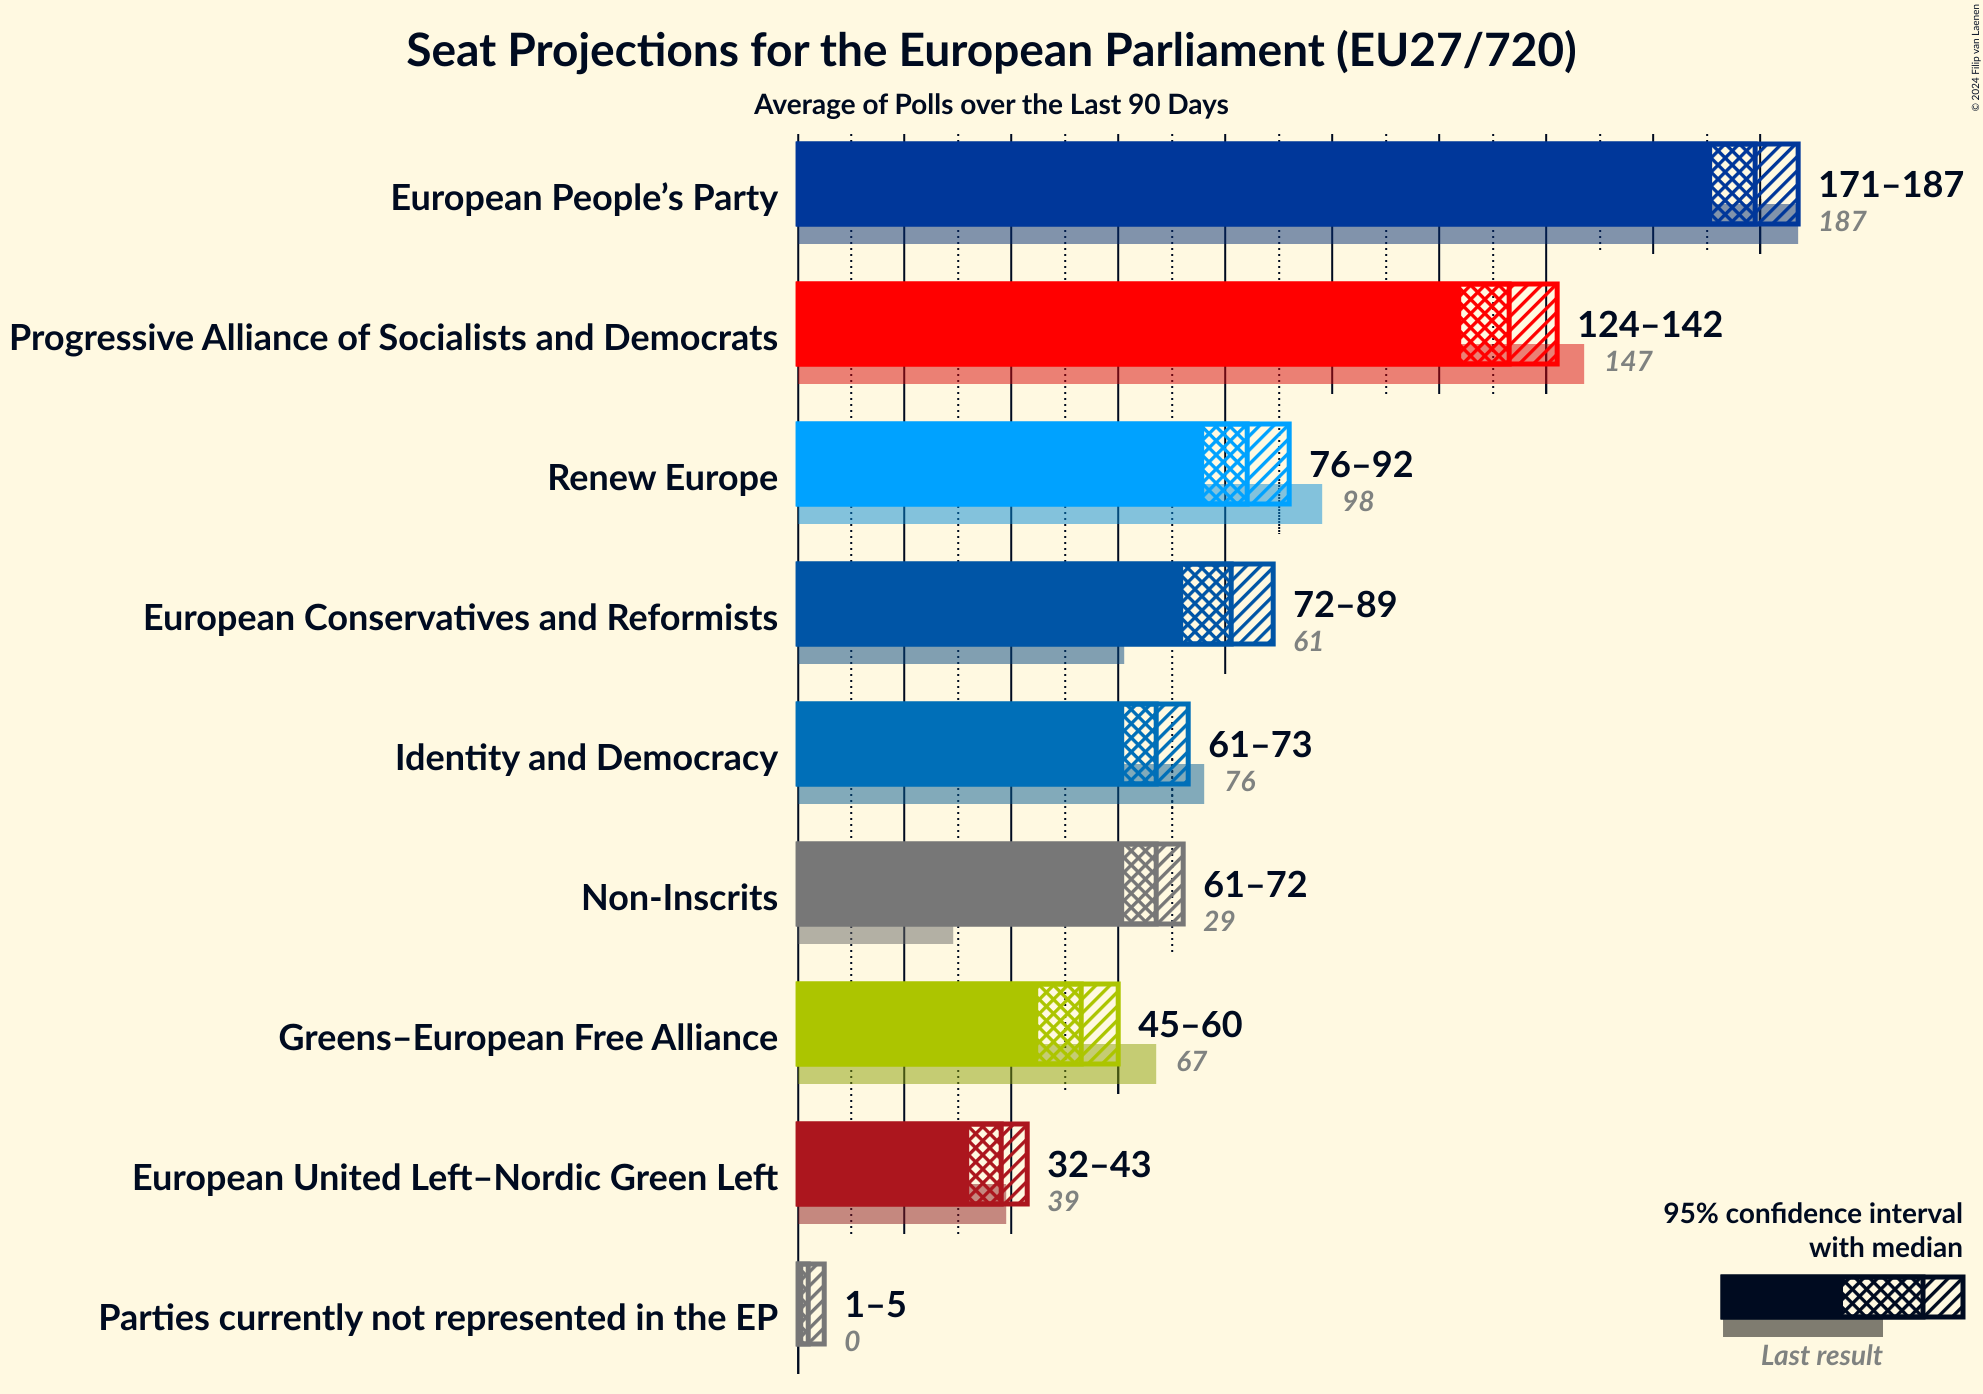 Seat Projections for the European Parliament (EU27/720)
Average of Polls over the Last 90 Days
© 2024 Filip van Laenen
European People’s Party
171–187
187
Progressive Alliance of Socialists and Democrats
124–142
147
Renew Europe
76–92
98
European Conservatives and Reformists
72–89
61
Identity and Democracy
61–73
76
Non-Inscrits
61–72
29
Greens–European Free Alliance
45–60
67
European United Left–Nordic Green Left
32–43
39
Parties currently not represented in the EP
1–5
0
95% confidence interval
with median
Last result